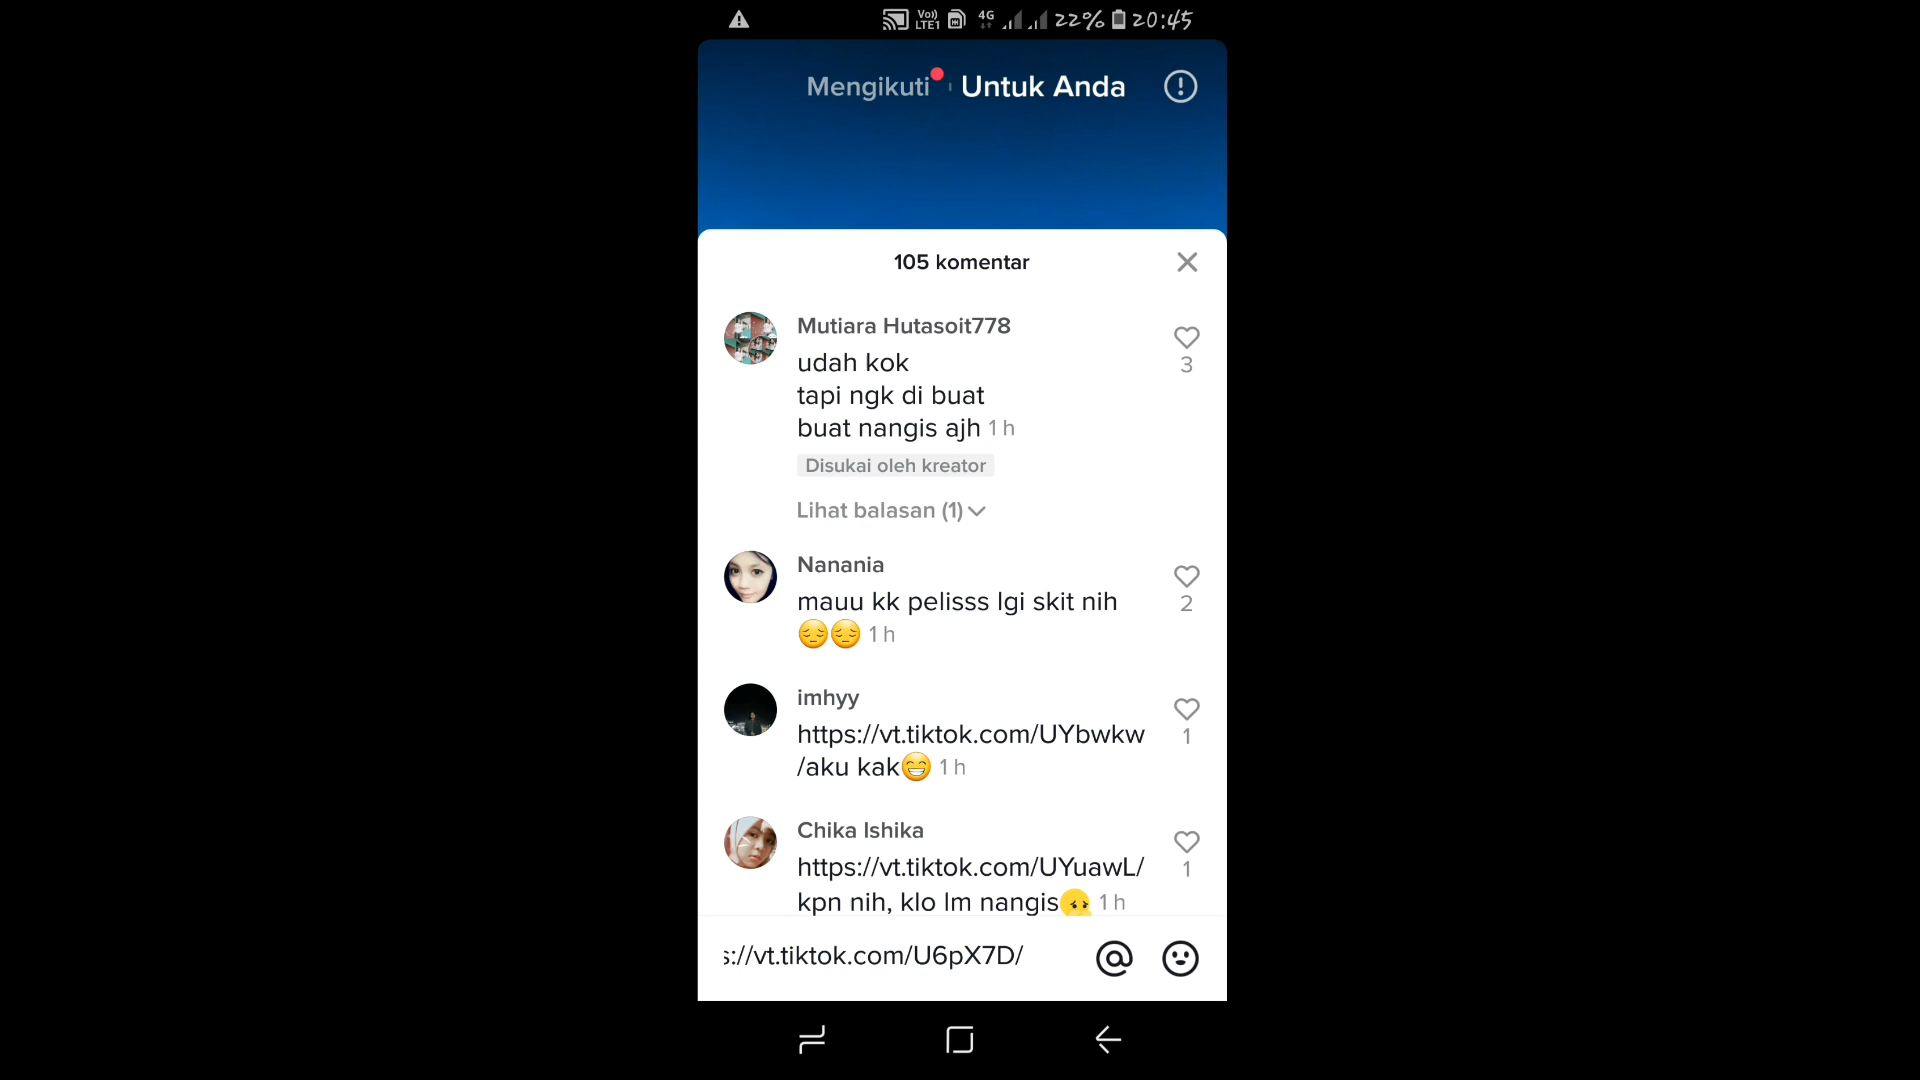 Vo)) LTE1 4G 22% 20:45
Mengikuti Untuk Anda
105 komentar
Mutiara Hutasoit778
udah kok
tapi ngk di buat
buat nangis ajh 1 h
3
Disukai oleh kreator
Lihat balasan (1)
Nanania
mauu kk pelisss lgi skit nih
😔😔 1 h
2
imhyy
https://vt.tiktok.com/UYbwkw
/aku kak😁 1 h
1
Chika Ishika
https://vt.tiktok.com/UYuawL/
kpn nih, klo lm nangis 1 h
1
s://vt.tiktok.com/U6pX7D/